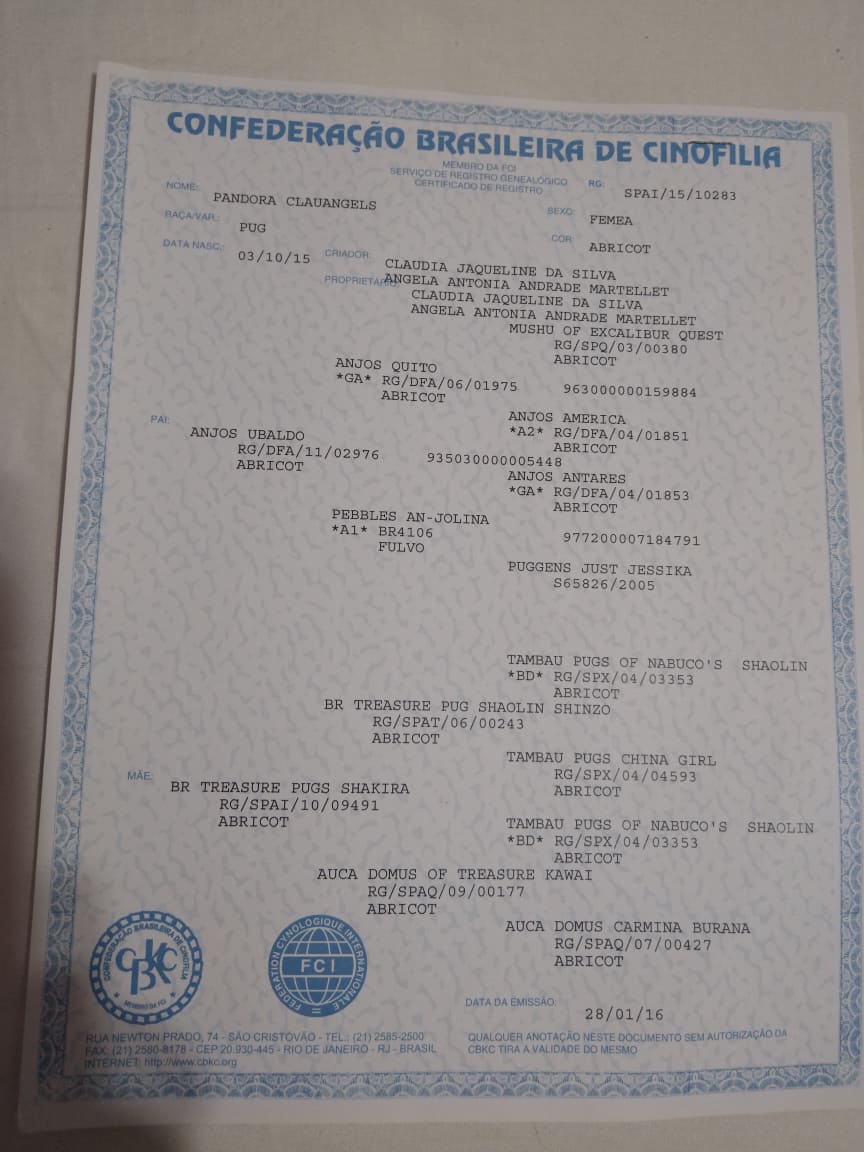 CONFEDERAÇÃO BRASILEIRA DE CINOFILIA
MEMBRO DA FCI
SERVIÇO DE REGISTRO GENEALÓGICO
CERTIFICADO DE REGISTRO
RG: SPAI/15/10283
NOME: PANDORA CLAUANGELS
SEXO: FEMEA
RAÇA/VAR.: PUG
COR: ABRICOT
DATA NASC.: 03/10/15
CRIADOR: CLAUDIA JAQUELINE DA SILVA
ANGELA ANTONIA ANDRADE MARTELLET
PROPRIETÁRIO: CLAUDIA JAQUELINE DA SILVA
ANGELA ANTONIA ANDRADE MARTELLET
MUSHU OF EXCALIBUR QUEST
RG/SPQ/03/00380
ABRICOT
ANJOS QUITO
*GA* RG/DFA/06/01975 963000000159884
ABRICOT
ANJOS AMERICA
*A2* RG/DFA/04/01851
ABRICOT
PAI: ANJOS UBALDO
RG/DFA/11/02976 935030000005448
ABRICOT
ANJOS ANTARES
*GA* RG/DFA/04/01853
ABRICOT
PEBBLES AN-JOLINA
*A1* BR4106 977200007184791
FULVO
PUGGENS JUST JESSIKA
S65826/2005
TAMBAU PUGS OF NABUCO'S SHAOLIN
*BD* RG/SPX/04/03353
ABRICOT
BR TREASURE PUG SHAOLIN SHINZO
RG/SPAT/06/00243
ABRICOT
TAMBAU PUGS CHINA GIRL
RG/SPX/04/04593
ABRICOT
MÃE: BR TREASURE PUGS SHAKIRA
RG/SPAI/10/09491
ABRICOT
TAMBAU PUGS OF NABUCO'S SHAOLIN
*BD* RG/SPX/04/03353
ABRICOT
AUCA DOMUS OF TREASURE KAWAI
RG/SPAQ/09/00177
ABRICOT
AUCA DOMUS CARMINA BURANA
RG/SPAQ/07/00427
ABRICOT
CONFEDERAÇÃO BRASILEIRA DE CINOFILIA
CBKC
MEMBRO DA FCI
FEDERATION CYNOLOGIQUE INTERNATIONALE
FCI
DATA DA EMISSÃO: 28/01/16
RUA NEWTON PRADO, 74 - SÃO CRISTÓVÃO - TEL.: (21) 2585-2500
FAX: (21) 2580-8178 - CEP 20.930-445 - RIO DE JANEIRO - RJ - BRASIL
INTERNET: http://www.cbkc.org
QUALQUER ANOTAÇÃO NESTE DOCUMENTO SEM AUTORIZAÇÃO DA
CBKC TIRA A VALIDADE DO MESMO